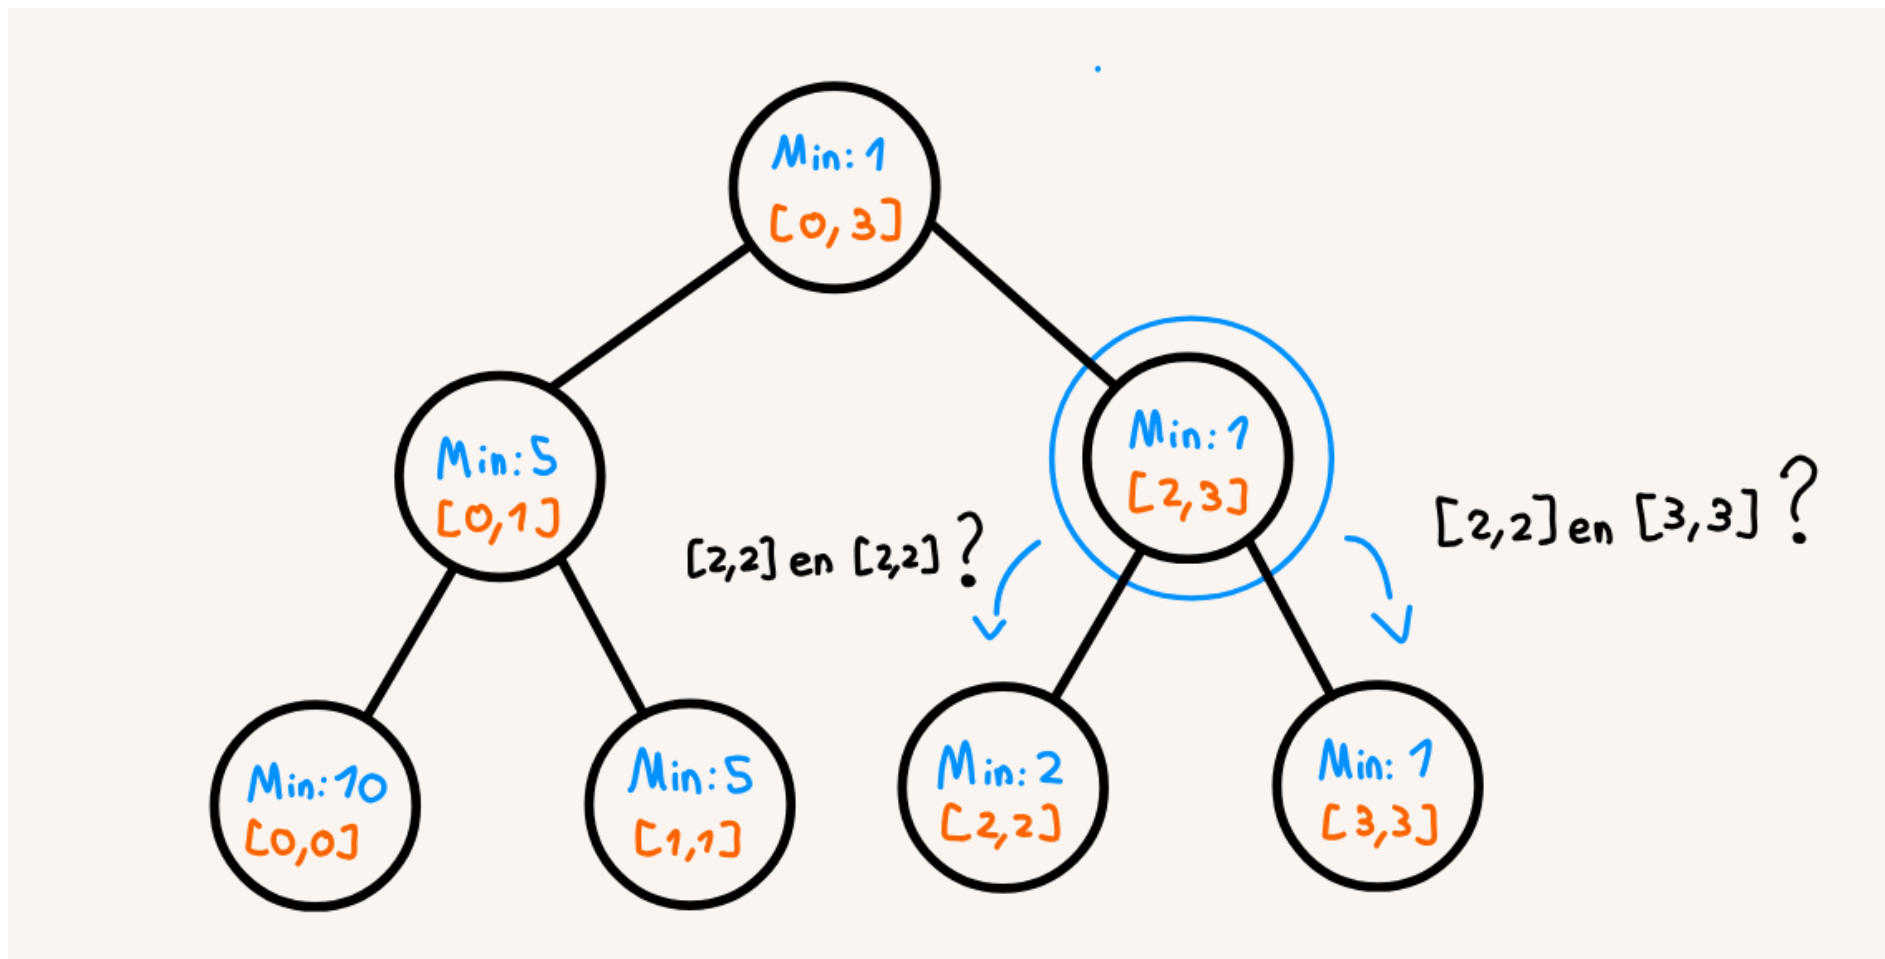 Min: 1
[0,3]
Min: 5
[0,1]
Min: 1
[2,3]
[2,2] en [2,2]?
[2,2] en [3,3]?
Min: 10
[0,0]
Min: 5
[1,1]
Min: 2
[2,2]
Min: 1
[3,3]